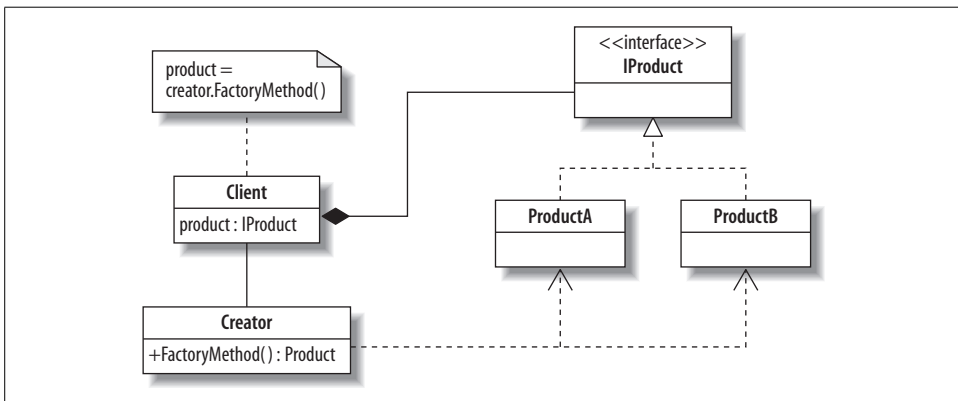 product =
creator.FactoryMethod( )
<<interface>>
IProduct
Client
product : IProduct
ProductA
ProductB
Creator
+FactoryMethod( ) : Product